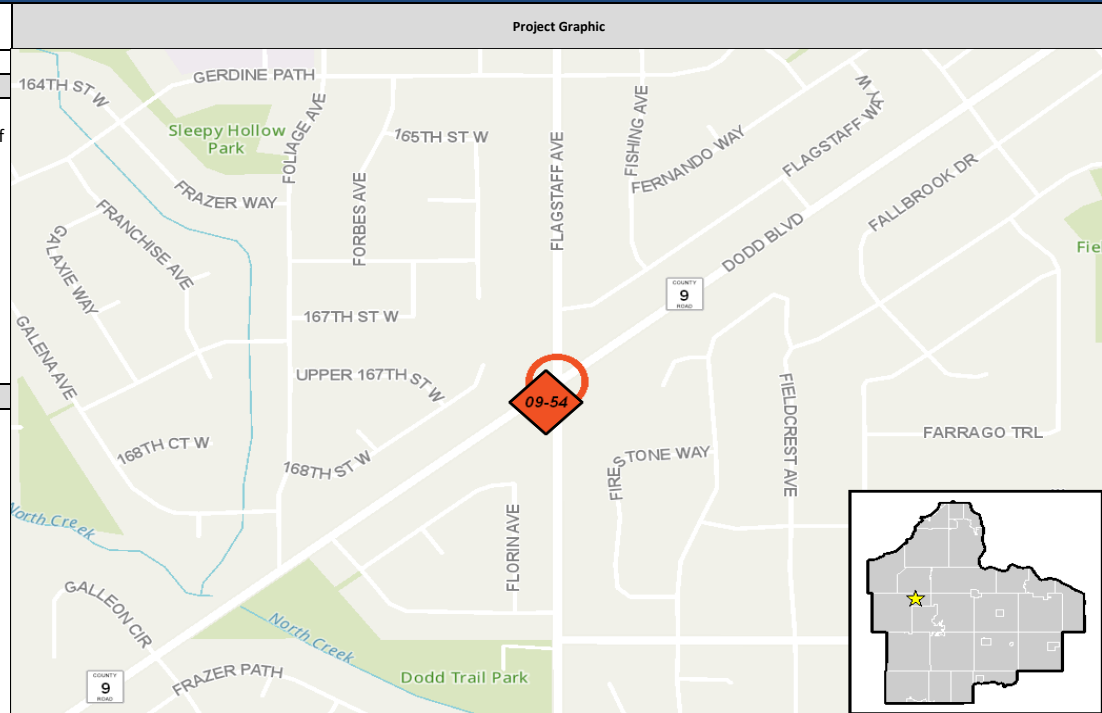 Project Graphic
f
GERDINE PATH
164TH ST W
Sleepy Hollow
Park
FOLIAGE AVE
165TH ST W
FLAGSTAFF AVE
FISHING AVE
FERNANDO WAY
FLAGSTAFF WAY
W
FALLBROOK DR
FRAZER WAY
FORBES AVE
FRANCHISE AVE
GALAXIE WAY
DODD BLVD
Fie
COUNTY
9
ROAD
167TH ST W
GALENA AVE
UPPER 167TH ST W
09-54
FIELDCREST AVE
FARRAGO TRL
168TH CT W
168TH ST W
FIRESTONE WAY
North Creek
FLORIN AVE
GALLEON CIR
North Creek
COUNTY
9
ROAD
FRAZER PATH
Dodd Trail Park